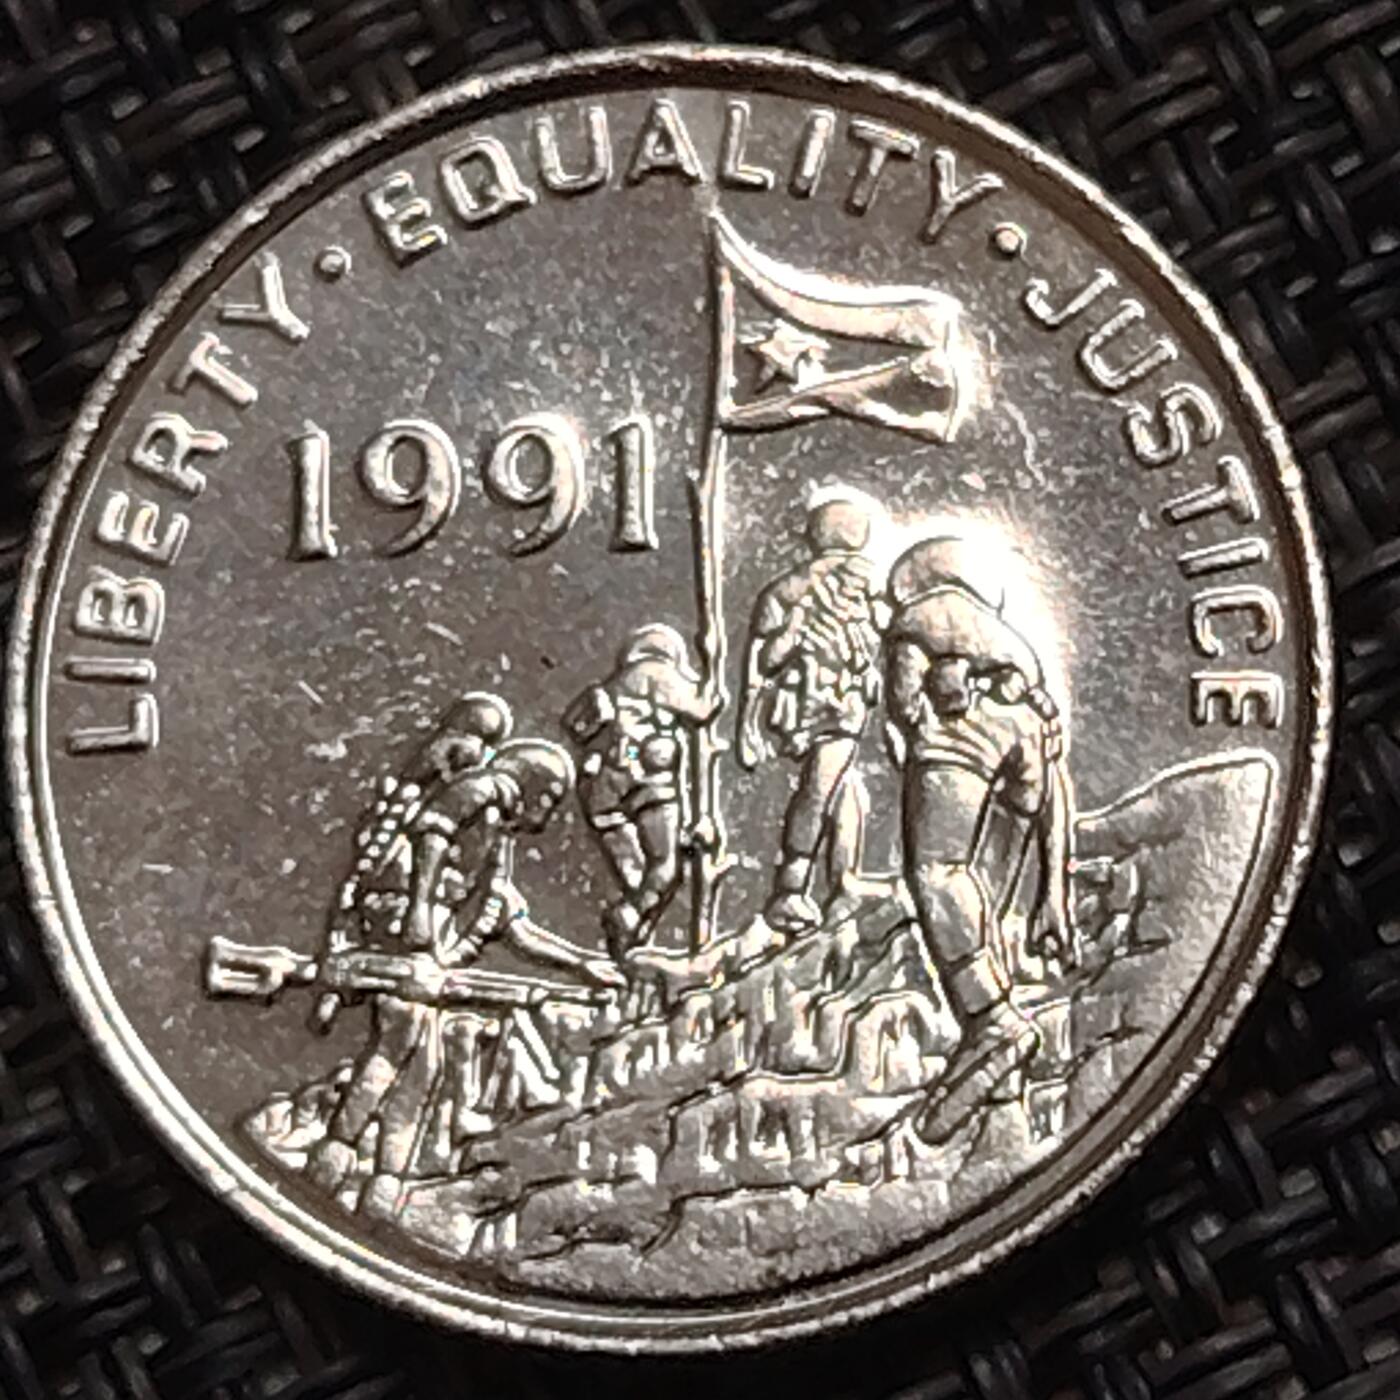 LIBERTY · EQUALITY · JUSTICE
1991